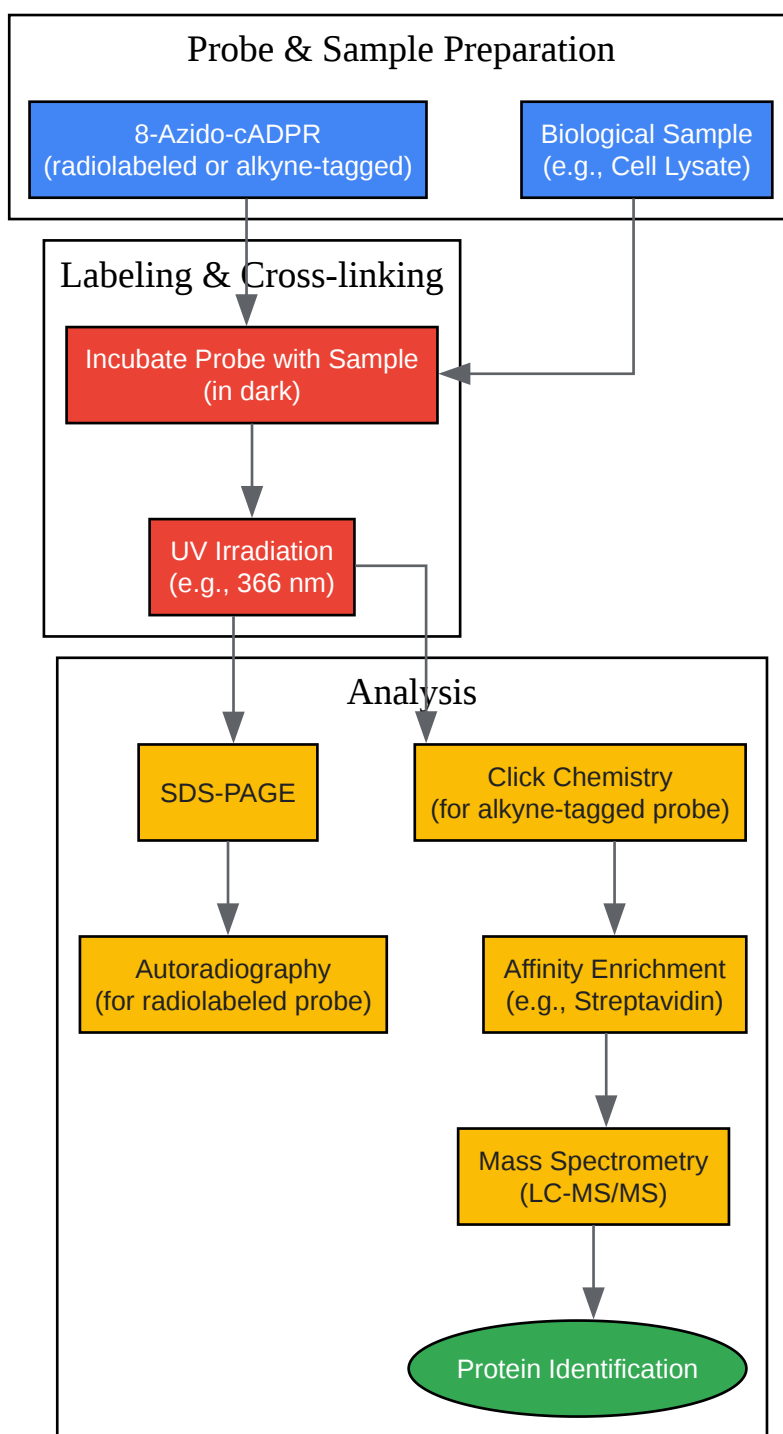 Probe & Sample Preparation
8-Azido-cADPR
(radiolabeled or alkyne-tagged)
Biological Sample
(e.g., Cell Lysate)
Labeling & Cross-linking
Incubate Probe with Sample
(in dark)
UV Irradiation
(e.g., 366 nm)
Analysis
SDS-PAGE
Click Chemistry
(for alkyne-tagged probe)
Autoradiography
(for radiolabeled probe)
Affinity Enrichment
(e.g., Streptavidin)
Mass Spectrometry
(LC-MS/MS)
Protein Identification